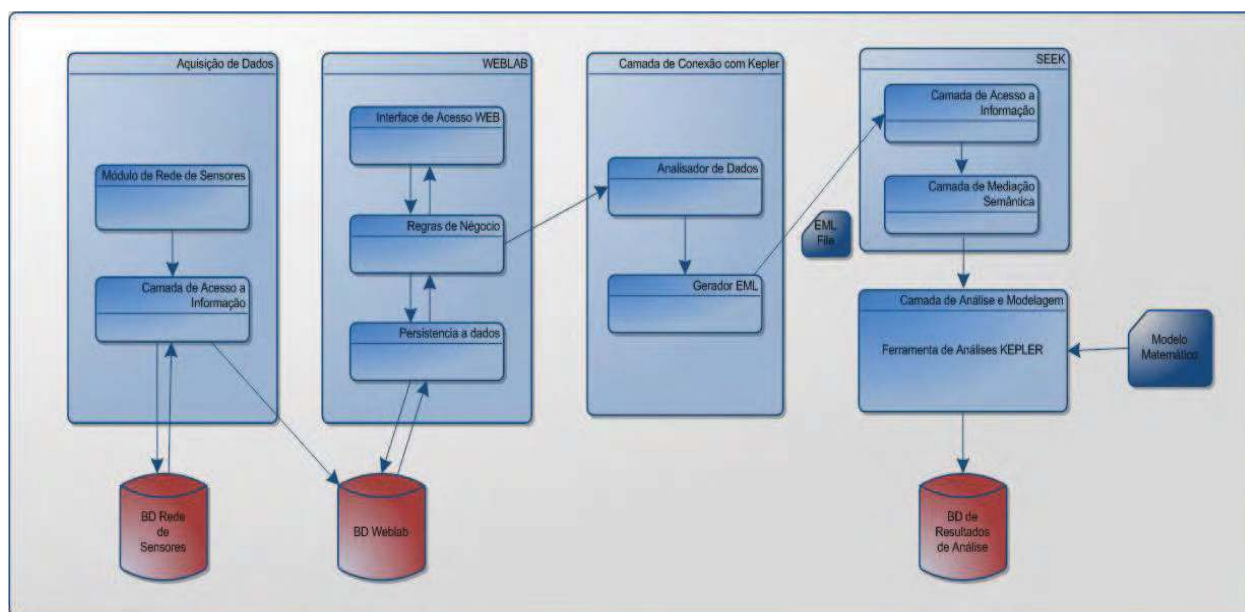 Aquisição de Dados
Módulo de Rede de Sensores
Camada de Acesso a
Informação
BD Rede
de
Sensores
WEBLAB
Interface de Acesso WEB
Regras de Négocio
Persistencia a dados
BD Weblab
Camada de Conexão com Kepler
Analisador de Dados
Gerador EML
EML
File
SEEK
Camada de Acesso a
Informação
Camada de Mediação
Semântica
Camada de Análise e Modelagem
Ferramenta de Análises KEPLER
Modelo
Matemático
BD de
Resultados
de Análise